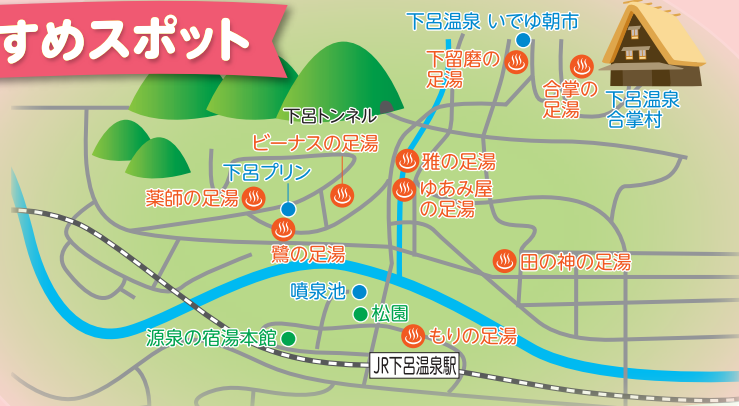 すめスポット
下呂温泉 いでゆ朝市
下留磨の
足湯
合掌の
足湯
下呂温泉
合掌村
下呂トンネル
ビーナスの足湯
下呂プリン
雅の足湯
薬師の足湯
ゆあみ屋
の足湯
鷺の足湯
田の神の足湯
噴泉池
松園
源泉の宿湯本館
もりの足湯
JR下呂温泉駅